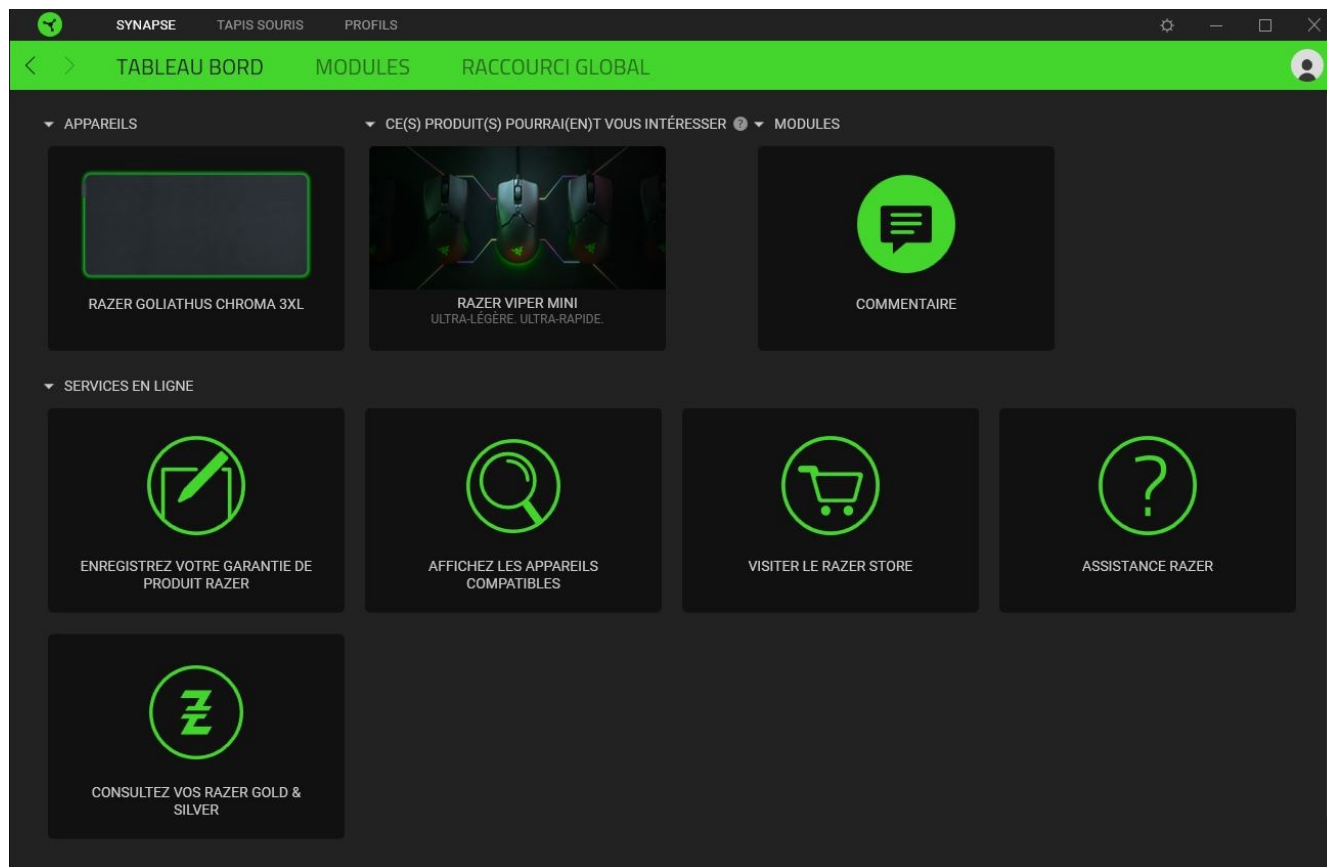 SYNAPSE TAPIS SOURIS PROFILS
TABLEAU BORD MODULES RACCOURCI GLOBAL
APPAREILS
CE(S) PRODUIT(S) POURRAI(EN)T VOUS INTÉRESSER ?
MODULES
RAZER GOLIATHUS CHROMA 3XL
RAZER VIPER MINI
ULTRA-LÉGÈRE. ULTRA-RAPIDE.
COMMENTAIRE
SERVICES EN LIGNE
ENREGISTREZ VOTRE GARANTIE DE
PRODUIT RAZER
AFFICHEZ LES APPAREILS
COMPATIBLES
VISITER LE RAZER STORE
?
ASSISTANCE RAZER
CONSULTEZ VOS RAZER GOLD &
SILVER